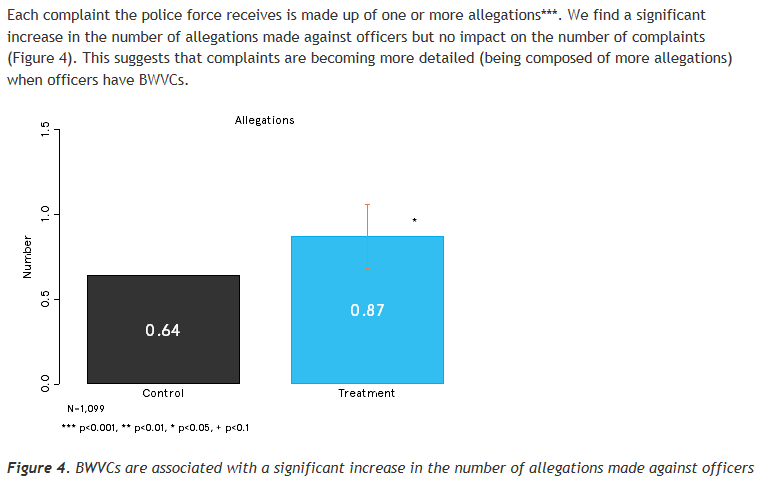 Each complaint the police force receives is made up of one or more allegations***. We find a significant
increase in the number of allegations made against officers but no impact on the number of complaints
(Figure 4). This suggests that complaints are becoming more detailed (being composed of more allegations)
when officers have BWVCs.
Allegations
1.5
1.0
0.5
0.0
Number
*
0.64
0.87
Control
Treatment
N=1,099
*** p<0.001, ** p<0.01, * p<0.05, + p<0.1
Figure 4. BWVCs are associated with a significant increase in the number of allegations made against officers